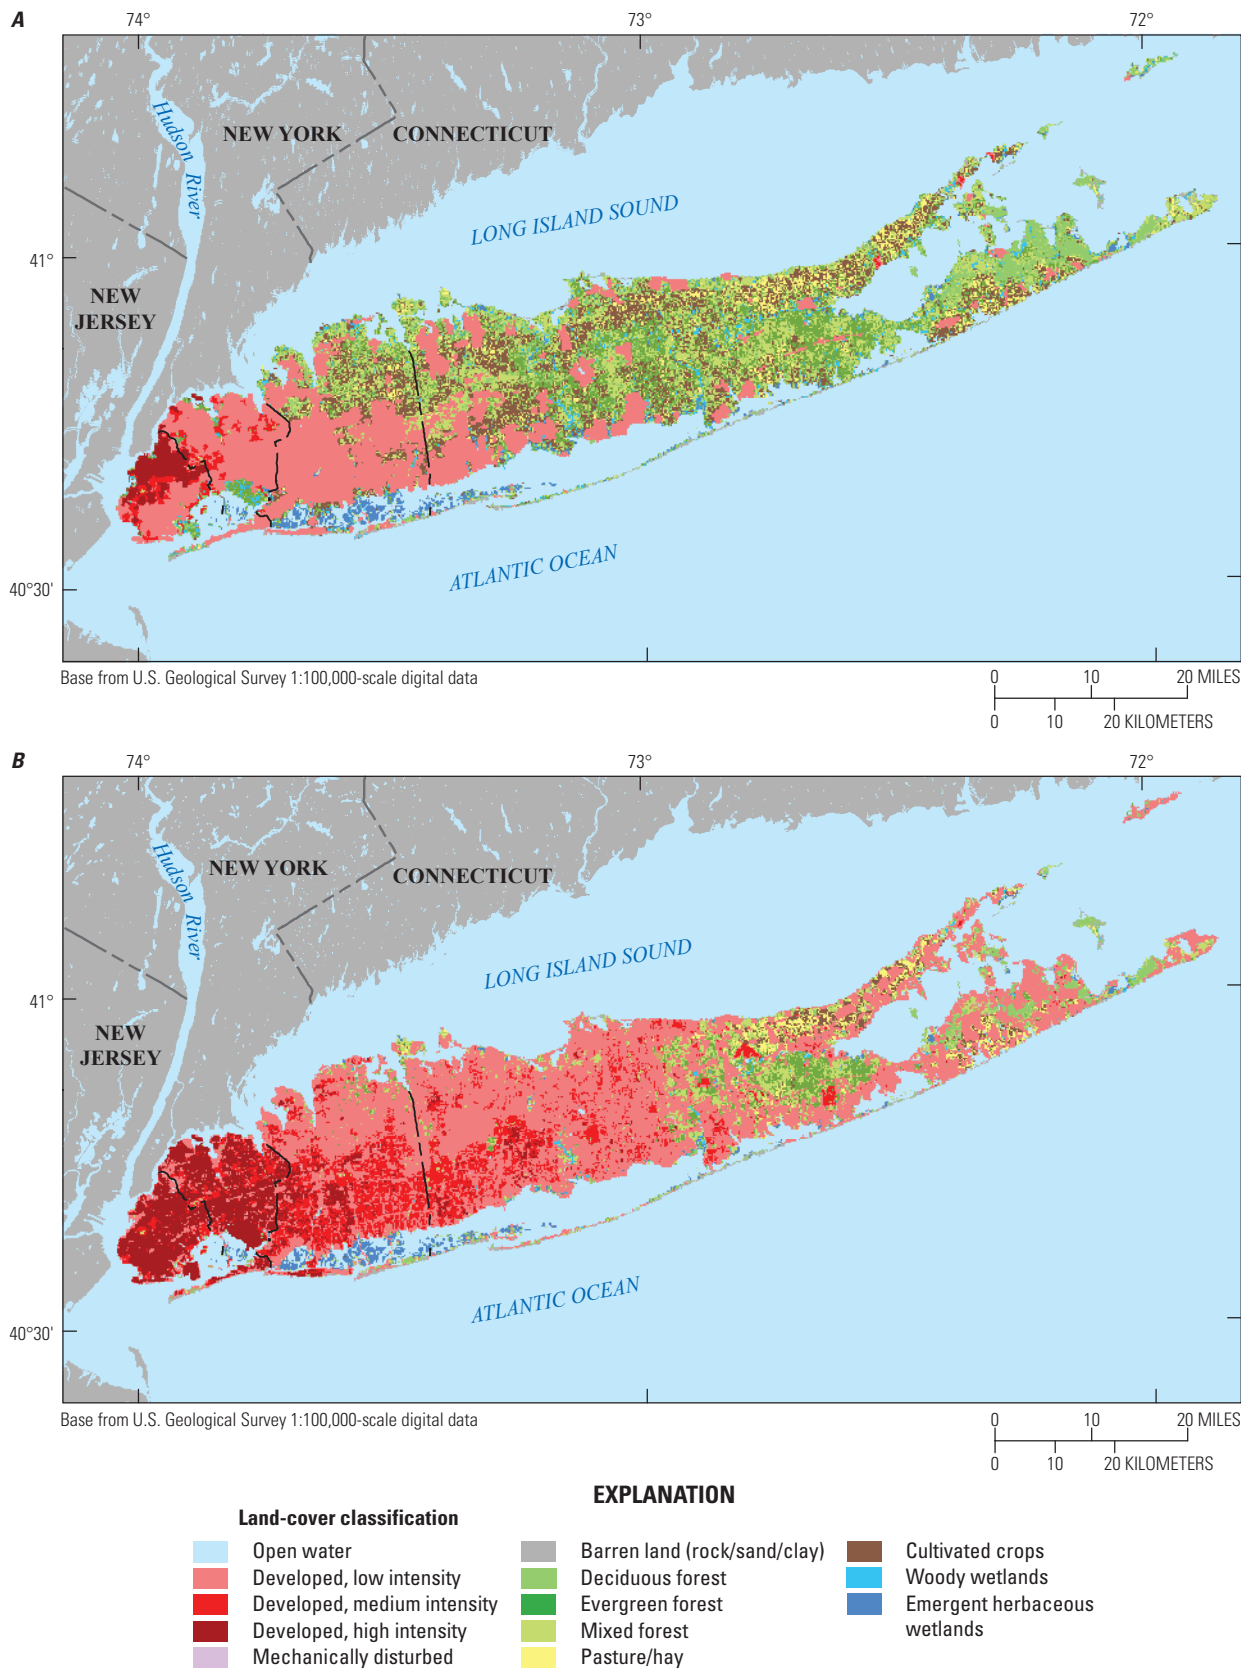 A
74°
73°
72°
Hudson River
NEW YORK
CONNECTICUT
LONG ISLAND SOUND
41°
NEW
JERSEY
ATLANTIC OCEAN
40°30'
Base from U.S. Geological Survey 1:100,000-scale digital data
0 10 20 MILES
0 10 20 KILOMETERS
B
74°
73°
72°
Hudson River
NEW YORK
CONNECTICUT
LONG ISLAND SOUND
41°
NEW
JERSEY
ATLANTIC OCEAN
40°30'
Base from U.S. Geological Survey 1:100,000-scale digital data
0 10 20 MILES
0 10 20 KILOMETERS
EXPLANATION
Land-cover classification
Open water
Developed, low intensity
Developed, medium intensity
Developed, high intensity
Mechanically disturbed
Barren land (rock/sand/clay)
Deciduous forest
Evergreen forest
Mixed forest
Pasture/hay
Cultivated crops
Woody wetlands
Emergent herbaceous
wetlands